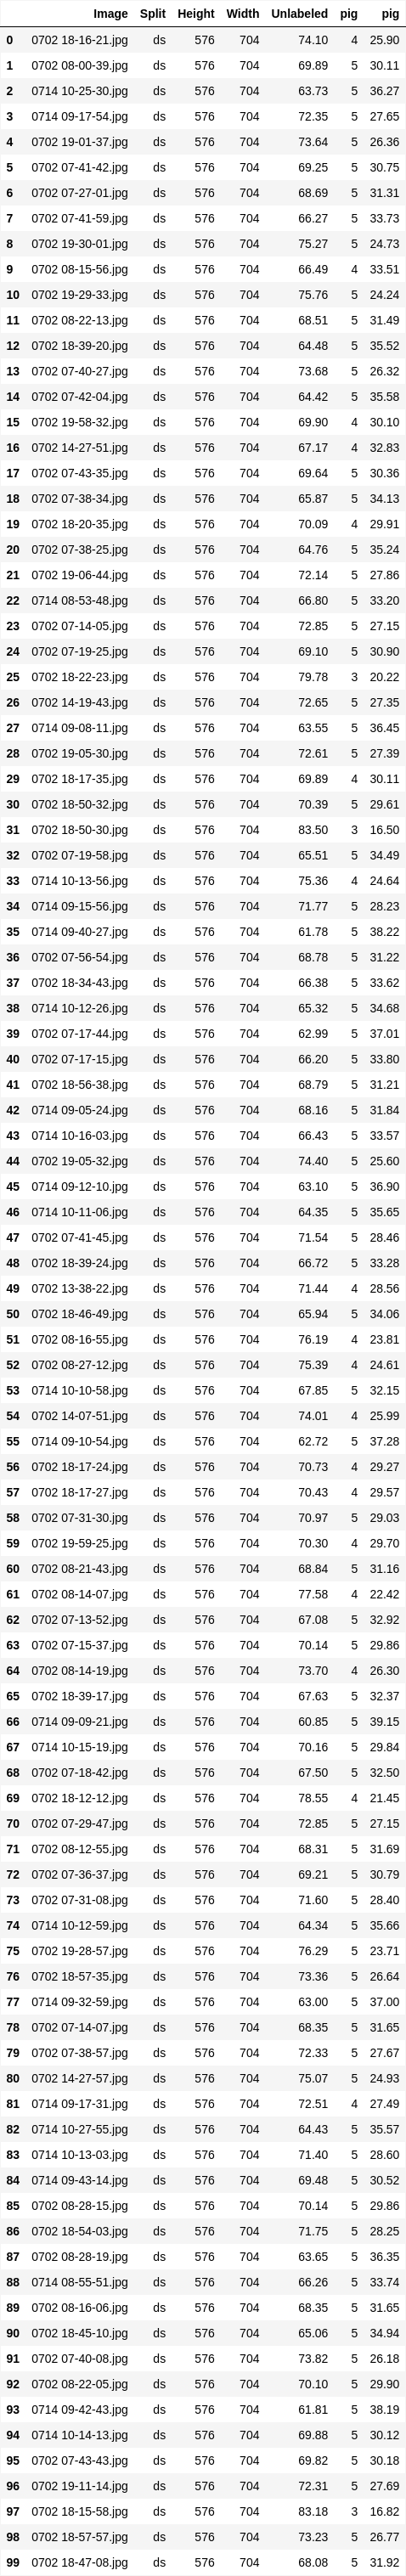 Image Split Height Width Unlabeled pig pig
0 0702 18-16-21.jpg ds 576 704 74.10 4 25.90
1 0702 08-00-39.jpg ds 576 704 69.89 5 30.11
2 0714 10-25-30.jpg ds 576 704 63.73 5 36.27
3 0714 09-17-54.jpg ds 576 704 72.35 5 27.65
4 0702 19-01-37.jpg ds 576 704 73.64 5 26.36
5 0702 07-41-42.jpg ds 576 704 69.25 5 30.75
6 0702 07-27-01.jpg ds 576 704 68.69 5 31.31
7 0702 07-41-59.jpg ds 576 704 66.27 5 33.73
8 0702 19-30-01.jpg ds 576 704 75.27 5 24.73
9 0702 08-15-56.jpg ds 576 704 66.49 4 33.51
10 0702 19-29-33.jpg ds 576 704 75.76 5 24.24
11 0702 08-22-13.jpg ds 576 704 68.51 5 31.49
12 0702 18-39-20.jpg ds 576 704 64.48 5 35.52
13 0702 07-40-27.jpg ds 576 704 73.68 5 26.32
14 0702 07-42-04.jpg ds 576 704 64.42 5 35.58
15 0702 19-58-32.jpg ds 576 704 69.90 4 30.10
16 0702 14-27-51.jpg ds 576 704 67.17 4 32.83
17 0702 07-43-35.jpg ds 576 704 69.64 5 30.36
18 0702 07-38-34.jpg ds 576 704 65.87 5 34.13
19 0702 18-20-35.jpg ds 576 704 70.09 4 29.91
20 0702 07-38-25.jpg ds 576 704 64.76 5 35.24
21 0702 19-06-44.jpg ds 576 704 72.14 5 27.86
22 0714 08-53-48.jpg ds 576 704 66.80 5 33.20
23 0702 07-14-05.jpg ds 576 704 72.85 5 27.15
24 0702 07-19-25.jpg ds 576 704 69.10 5 30.90
25 0702 18-22-23.jpg ds 576 704 79.78 3 20.22
26 0702 14-19-43.jpg ds 576 704 72.65 5 27.35
27 0714 09-08-11.jpg ds 576 704 63.55 5 36.45
28 0702 19-05-30.jpg ds 576 704 72.61 5 27.39
29 0702 18-17-35.jpg ds 576 704 69.89 4 30.11
30 0702 18-50-32.jpg ds 576 704 70.39 5 29.61
31 0702 18-50-30.jpg ds 576 704 83.50 3 16.50
32 0702 07-19-58.jpg ds 576 704 65.51 5 34.49
33 0714 10-13-56.jpg ds 576 704 75.36 4 24.64
34 0714 09-15-56.jpg ds 576 704 71.77 5 28.23
35 0714 09-40-27.jpg ds 576 704 61.78 5 38.22
36 0702 07-56-54.jpg ds 576 704 68.78 5 31.22
37 0702 18-34-43.jpg ds 576 704 66.38 5 33.62
38 0714 10-12-26.jpg ds 576 704 65.32 5 34.68
39 0702 07-17-44.jpg ds 576 704 62.99 5 37.01
40 0702 07-17-15.jpg ds 576 704 66.20 5 33.80
41 0702 18-56-38.jpg ds 576 704 68.79 5 31.21
42 0714 09-05-24.jpg ds 576 704 68.16 5 31.84
43 0714 10-16-03.jpg ds 576 704 66.43 5 33.57
44 0702 19-05-32.jpg ds 576 704 74.40 5 25.60
45 0714 09-12-10.jpg ds 576 704 63.10 5 36.90
46 0714 10-11-06.jpg ds 576 704 64.35 5 35.65
47 0702 07-41-45.jpg ds 576 704 71.54 5 28.46
48 0702 18-39-24.jpg ds 576 704 66.72 5 33.28
49 0702 13-38-22.jpg ds 576 704 71.44 4 28.56
50 0702 18-46-49.jpg ds 576 704 65.94 5 34.06
51 0702 08-16-55.jpg ds 576 704 76.19 4 23.81
52 0702 08-27-12.jpg ds 576 704 75.39 4 24.61
53 0714 10-10-58.jpg ds 576 704 67.85 5 32.15
54 0702 14-07-51.jpg ds 576 704 74.01 4 25.99
55 0714 09-10-54.jpg ds 576 704 62.72 5 37.28
56 0702 18-17-24.jpg ds 576 704 70.73 4 29.27
57 0702 18-17-27.jpg ds 576 704 70.43 4 29.57
58 0702 07-31-30.jpg ds 576 704 70.97 5 29.03
59 0702 19-59-25.jpg ds 576 704 70.30 4 29.70
60 0702 08-21-43.jpg ds 576 704 68.84 5 31.16
61 0702 08-14-07.jpg ds 576 704 77.58 4 22.42
62 0702 07-13-52.jpg ds 576 704 67.08 5 32.92
63 0702 07-15-37.jpg ds 576 704 70.14 5 29.86
64 0702 08-14-19.jpg ds 576 704 73.70 4 26.30
65 0702 18-39-17.jpg ds 576 704 67.63 5 32.37
66 0714 09-09-21.jpg ds 576 704 60.85 5 39.15
67 0714 10-15-19.jpg ds 576 704 70.16 5 29.84
68 0702 07-18-42.jpg ds 576 704 67.50 5 32.50
69 0702 18-12-12.jpg ds 576 704 78.55 4 21.45
70 0702 07-29-47.jpg ds 576 704 72.85 5 27.15
71 0702 08-12-55.jpg ds 576 704 68.31 5 31.69
72 0702 07-36-37.jpg ds 576 704 69.21 5 30.79
73 0702 07-31-08.jpg ds 576 704 71.60 5 28.40
74 0714 10-12-59.jpg ds 576 704 64.34 5 35.66
75 0702 19-28-57.jpg ds 576 704 76.29 5 23.71
76 0702 18-57-35.jpg ds 576 704 73.36 5 26.64
77 0714 09-32-59.jpg ds 576 704 63.00 5 37.00
78 0702 07-14-07.jpg ds 576 704 68.35 5 31.65
79 0702 07-38-57.jpg ds 576 704 72.33 5 27.67
80 0702 14-27-57.jpg ds 576 704 75.07 5 24.93
81 0714 09-17-31.jpg ds 576 704 72.51 4 27.49
82 0714 10-27-55.jpg ds 576 704 64.43 5 35.57
83 0714 10-13-03.jpg ds 576 704 71.40 5 28.60
84 0714 09-43-14.jpg ds 576 704 69.48 5 30.52
85 0702 08-28-15.jpg ds 576 704 70.14 5 29.86
86 0702 18-54-03.jpg ds 576 704 71.75 5 28.25
87 0702 08-28-19.jpg ds 576 704 63.65 5 36.35
88 0714 08-55-51.jpg ds 576 704 66.26 5 33.74
89 0702 08-16-06.jpg ds 576 704 68.35 5 31.65
90 0702 18-45-10.jpg ds 576 704 65.06 5 34.94
91 0702 07-40-08.jpg ds 576 704 73.82 5 26.18
92 0702 08-22-05.jpg ds 576 704 70.10 5 29.90
93 0714 09-42-43.jpg ds 576 704 61.81 5 38.19
94 0714 10-14-13.jpg ds 576 704 69.88 5 30.12
95 0702 07-43-43.jpg ds 576 704 69.82 5 30.18
96 0702 19-11-14.jpg ds 576 704 72.31 5 27.69
97 0702 18-15-58.jpg ds 576 704 83.18 3 16.82
98 0702 18-57-57.jpg ds 576 704 73.23 5 26.77
99 0702 18-47-08.jpg ds 576 704 68.08 5 31.92